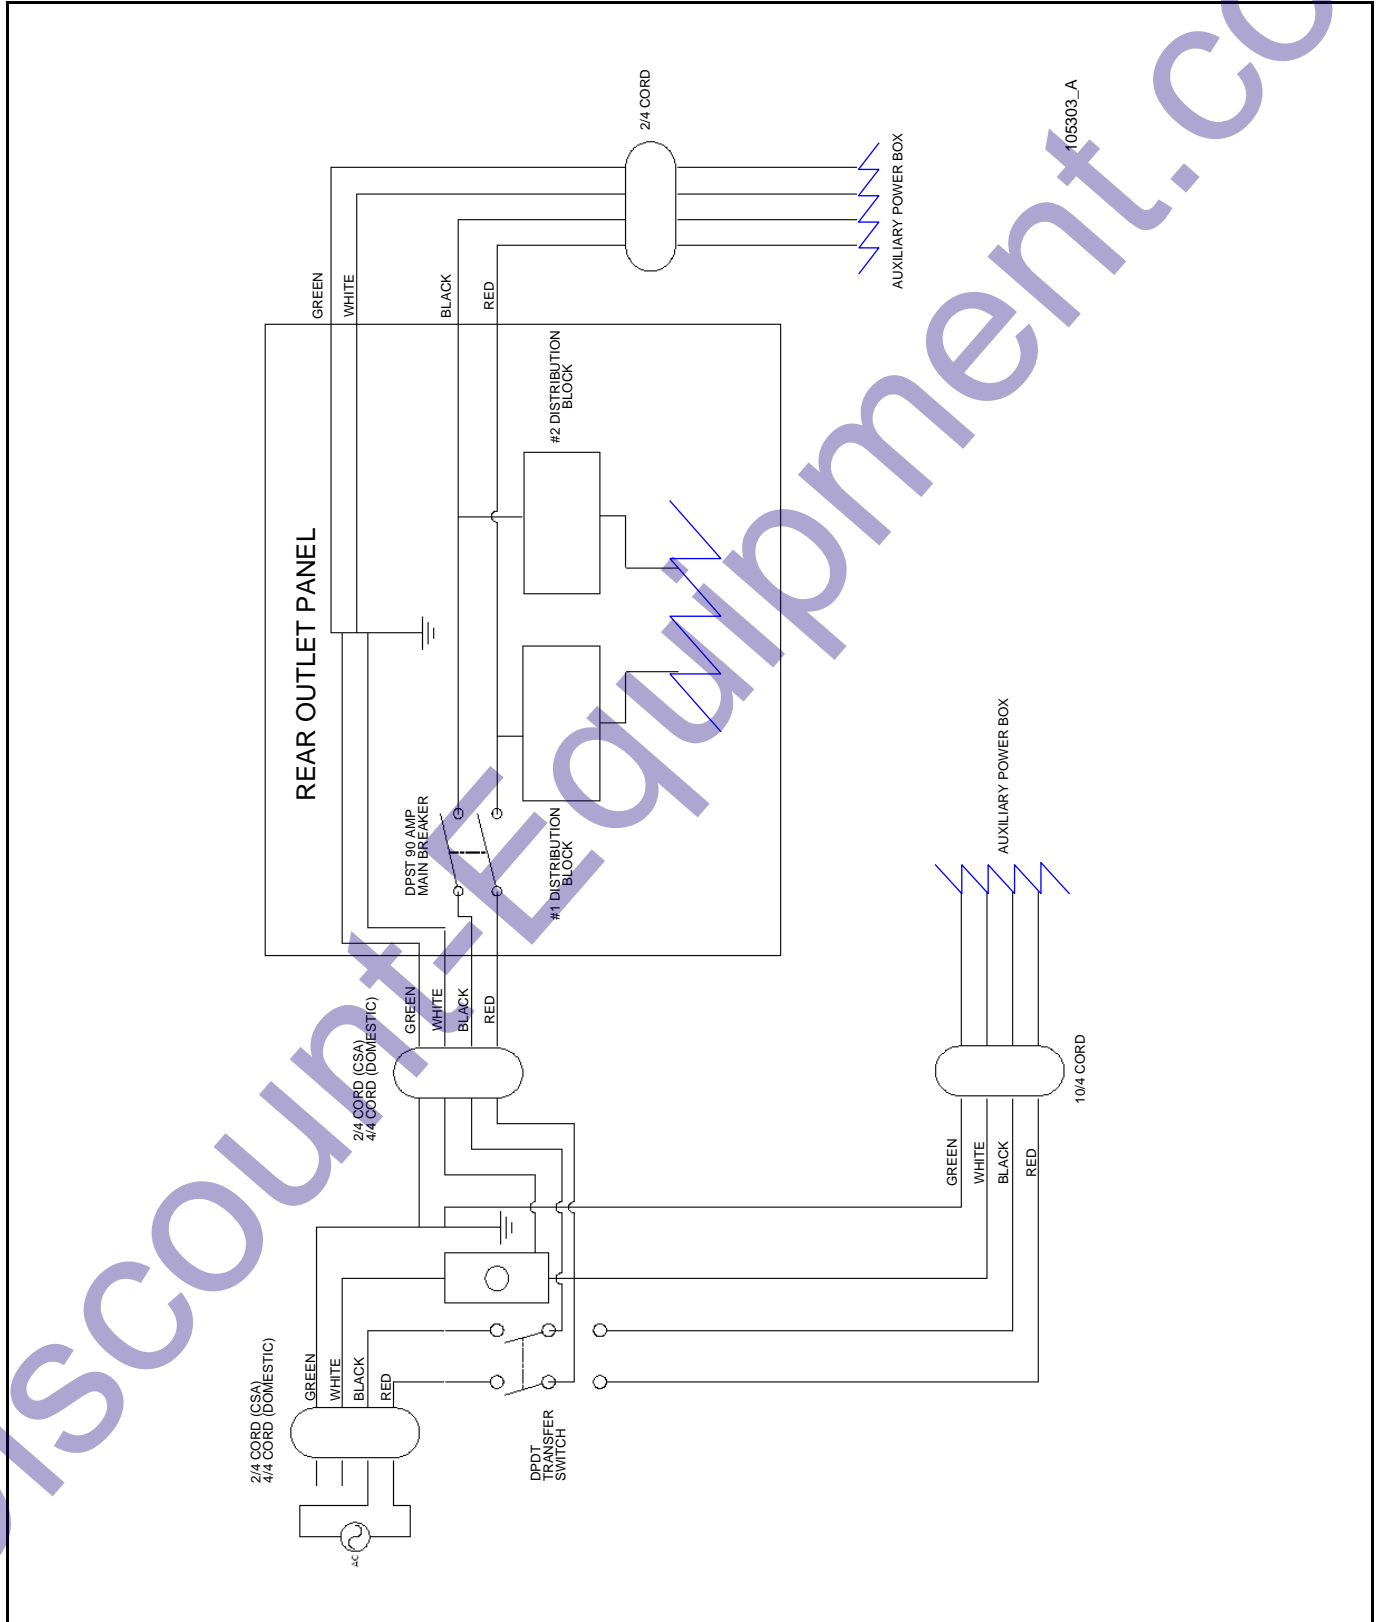 2/4 CORD
105303_A
AUXILIARY POWER BOX
GREEN
WHITE
BLACK
RED
#2 DISTRIBUTION
BLOCK
REAR OUTLET PANEL
DPST 90 AMP
MAIN BREAKER
#1 DISTRIBUTION
BLOCK
2/4 CORD (CSA)
4/4 CORD (DOMESTIC)
GREEN
WHITE
BLACK
RED
AUXILIARY POWER BOX
10/4 CORD
GREEN
WHITE
BLACK
RED
2/4 CORD (CSA)
4/4 CORD (DOMESTIC)
GREEN
WHITE
BLACK
RED
DPDT
TRANSFER
SWITCH
AC
Discount-Equipment.co